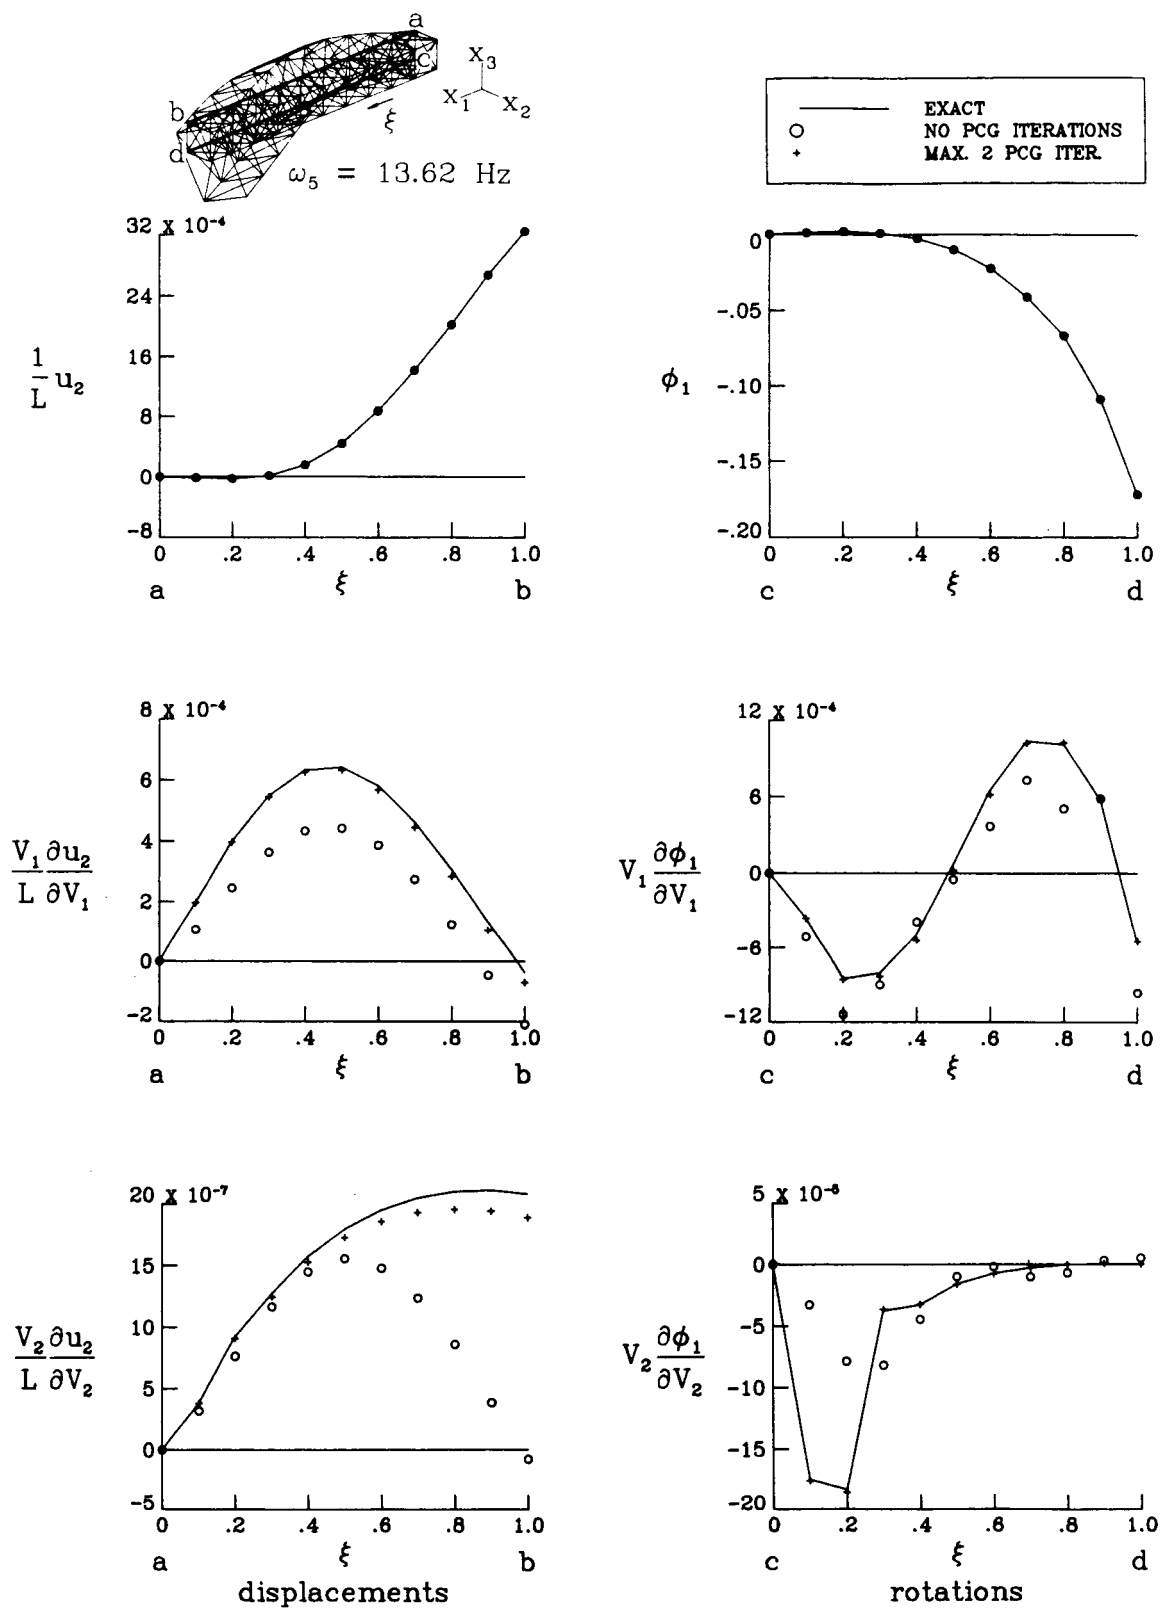 a
c
b
d
ξ
X₃
X₁
X₂
ω₅ = 13.62 Hz
EXACT
NO PCG ITERATIONS
MAX. 2 PCG ITER.
32 X 10⁻⁴
24
16
8
0
-8
1/L u₂
0 .2 .4 .6 .8 1.0
a ξ b
0
-.05
-.10
-.15
-.20
ϕ₁
0 .2 .4 .6 .8 1.0
c ξ d
8 X 10⁻⁴
6
4
2
0
-2
V₁/L ∂u₂/∂V₁
0 .2 .4 .6 .8 1.0
a ξ b
12 X 10⁻⁴
6
0
-6
-12
V₁ ∂ϕ₁/∂V₁
0 .2 .4 .6 .8 1.0
c ξ d
20 X 10⁻⁷
15
10
5
0
-5
V₂/L ∂u₂/∂V₂
0 .2 .4 .6 .8 1.0
a ξ b
displacements
5 X
0
-5
-10
-15
-20
V₂ ∂ϕ₁/∂V₂
0 .2 .4 .6 .8 1.0
c ξ d
rotations